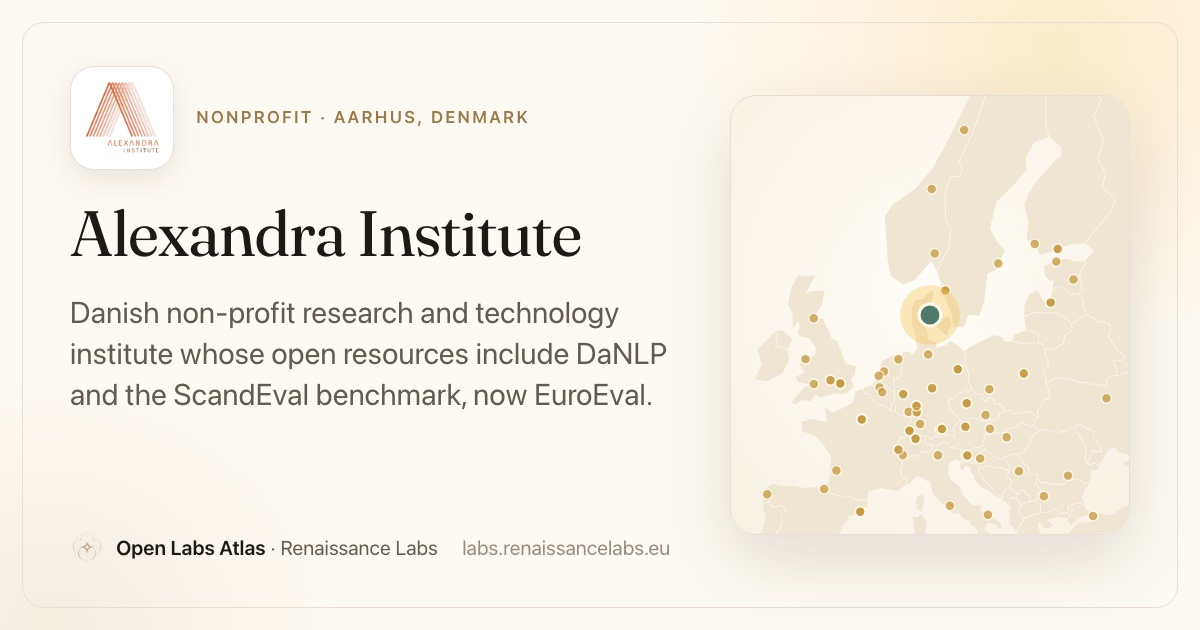 ALEXANDRA
INSTITUTE
NONPROFIT · AARHUS, DENMARK
Alexandra Institute
Danish non-profit research and technology
institute whose open resources include DaNLP
and the ScandEval benchmark, now EuroEval.
Open Labs Atlas · Renaissance Labs labs.renaissancelabs.eu